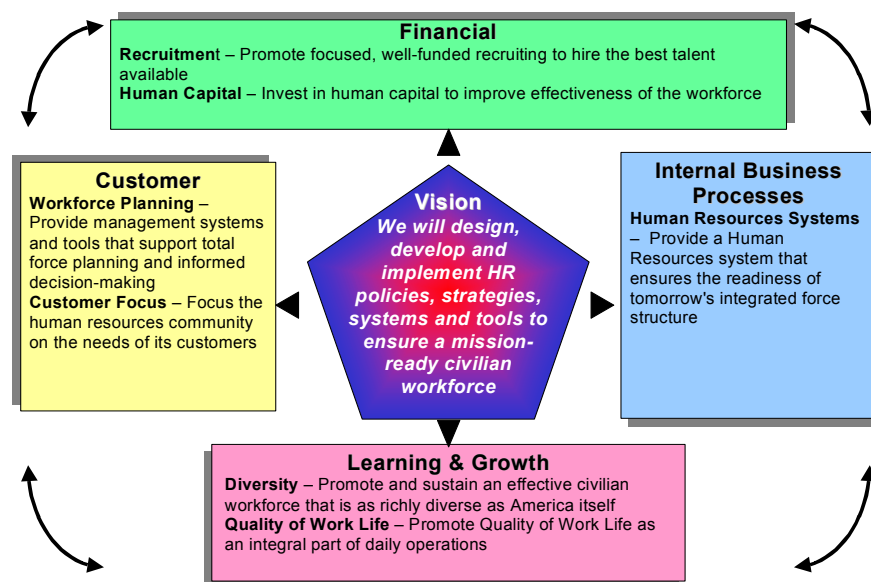 Financial
Recruitment – Promote focused, well-funded recruiting to hire the best talent
available
Human Capital – Invest in human capital to improve effectiveness of the workforce
Customer
Workforce Planning –
Provide management systems
and tools that support total
force planning and informed
decision-making
Customer Focus – Focus the
human resources community
on the needs of its customers
Vision
We will design,
develop and
implement HR
policies, strategies,
systems and tools to
ensure a mission-
ready civilian
workforce
Internal Business
Processes
Human Resources Systems
– Provide a Human
Resources system that
ensures the readiness of
tomorrow's integrated force
structure
Learning & Growth
Diversity – Promote and sustain an effective civilian
workforce that is as richly diverse as America itself
Quality of Work Life – Promote Quality of Work Life as
an integral part of daily operations